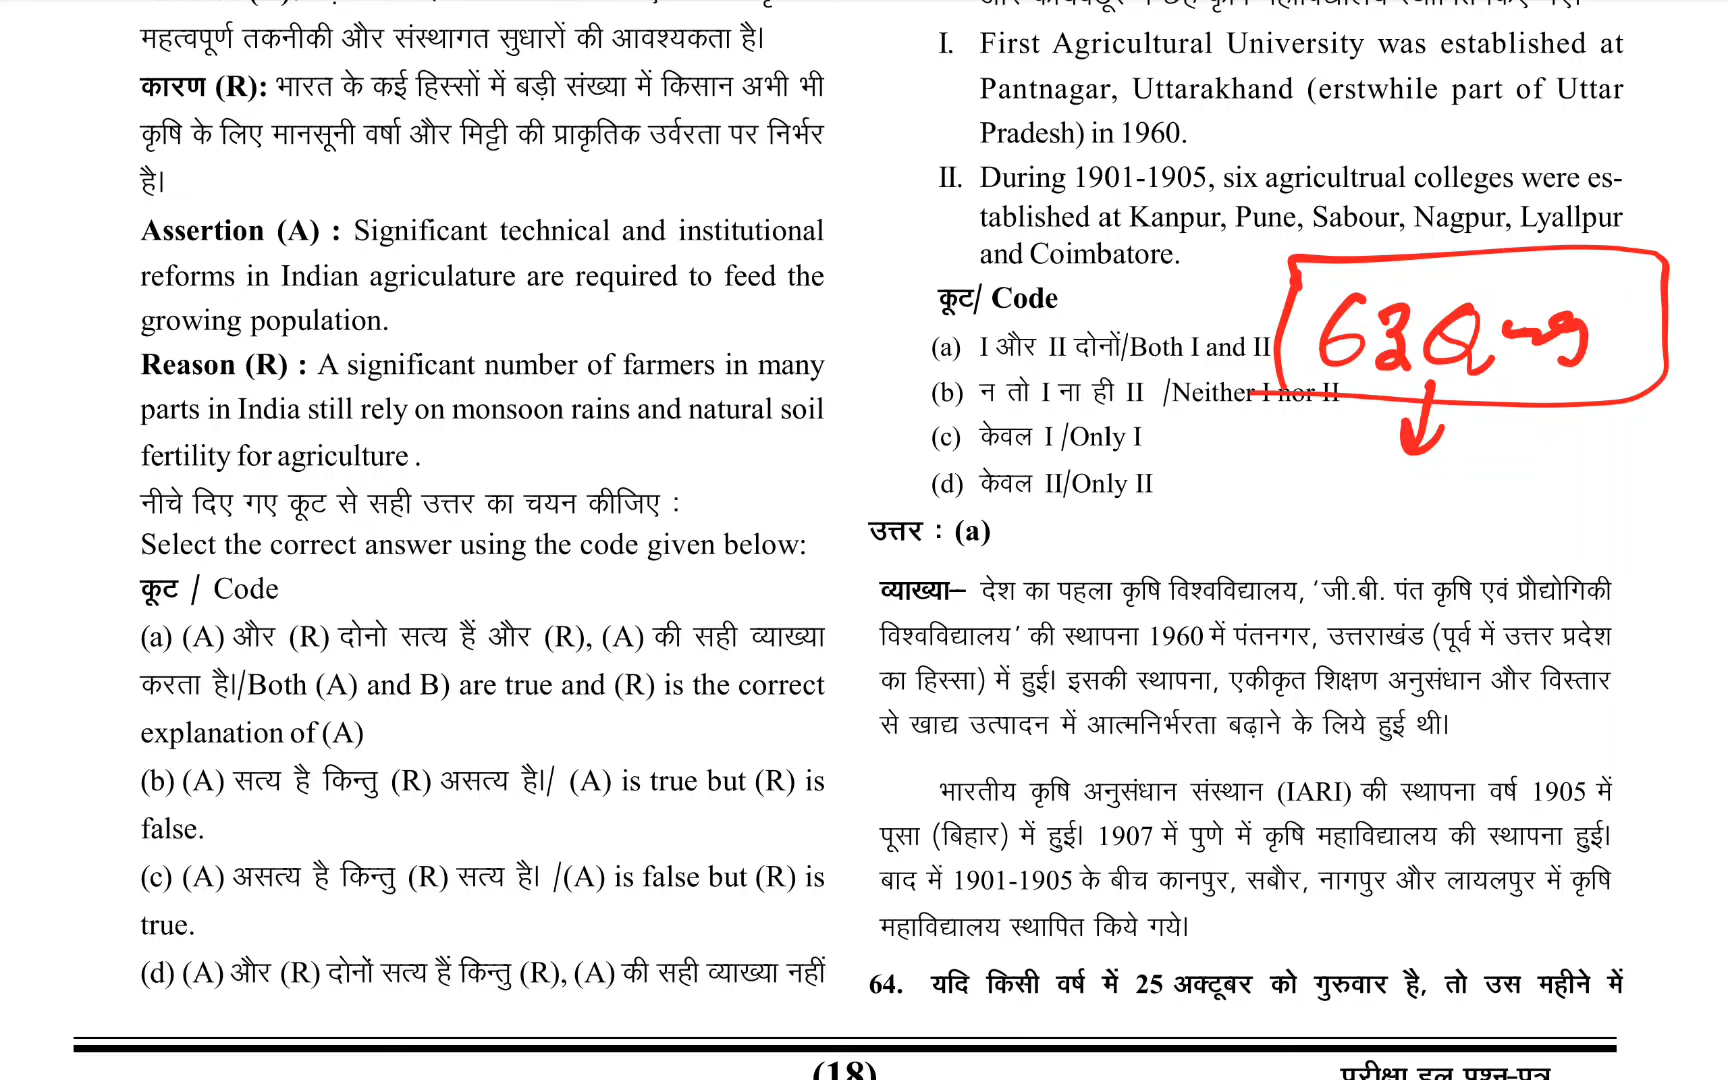 महत्वपूर्ण तकनीकी और संस्थागत सुधारों की आवश्यकता है।
कारण (R): भारत के कई हिस्सों में बड़ी संख्या में किसान अभी भी
कृषि के लिए मानसूनी वर्षा और मिट्टी की प्राकृतिक उर्वरता पर निर्भर
है।
Assertion (A) : Significant technical and institutional
reforms in Indian agriculature are required to feed the
growing population.
Reason (R) : A significant number of farmers in many
parts in India still rely on monsoon rains and natural soil
fertility for agriculture .
नीचे दिए गए कूट से सही उत्तर का चयन कीजिए :
Select the correct answer using the code given below:
कूट / Code
(a) (A) और (R) दोनो सत्य हैं और (R), (A) की सही व्याख्या
करता है।/Both (A) and B) are true and (R) is the correct
explanation of (A)
(b) (A) सत्य है किन्तु (R) असत्य है।/ (A) is true but (R) is
false.
(c) (A) असत्य है किन्तु (R) सत्य है। /(A) is false but (R) is
true.
(d) (A) और (R) दोनों सत्य हैं किन्तु (R), (A) की सही व्याख्या नहीं
I. First Agricultural University was established at
Pantnagar, Uttarakhand (erstwhile part of Uttar
Pradesh) in 1960.
II. During 1901-1905, six agricultrual colleges were es-
tablished at Kanpur, Pune, Sabour, Nagpur, Lyallpur
and Coimbatore.
कूट/ Code
(a) I और II दोनों/Both I and II
(b) न तो I ना ही II /Neither I nor II
(c) केवल I /Only I
(d) केवल II/Only II
63 Q
उत्तर : (a)
व्याख्या– देश का पहला कृषि विश्वविद्यालय, 'जी.बी. पंत कृषि एवं प्रौद्योगिकी
विश्वविद्यालय' की स्थापना 1960 में पंतनगर, उत्तराखंड (पूर्व में उत्तर प्रदेश
का हिस्सा) में हुई। इसकी स्थापना, एकीकृत शिक्षण अनुसंधान और विस्तार
से खाद्य उत्पादन में आत्मनिर्भरता बढ़ाने के लिये हुई थी।
भारतीय कृषि अनुसंधान संस्थान (IARI) की स्थापना वर्ष 1905 में
पूसा (बिहार) में हुई। 1907 में पुणे में कृषि महाविद्यालय की स्थापना हुई।
बाद में 1901-1905 के बीच कानपुर, सबौर, नागपुर और लायलपुर में कृषि
महाविद्यालय स्थापित किये गये।
64. यदि किसी वर्ष में 25 अक्टूबर को गुरुवार है, तो उस महीने में
(18)
परीक्षा हल प्रश्न-पत्र